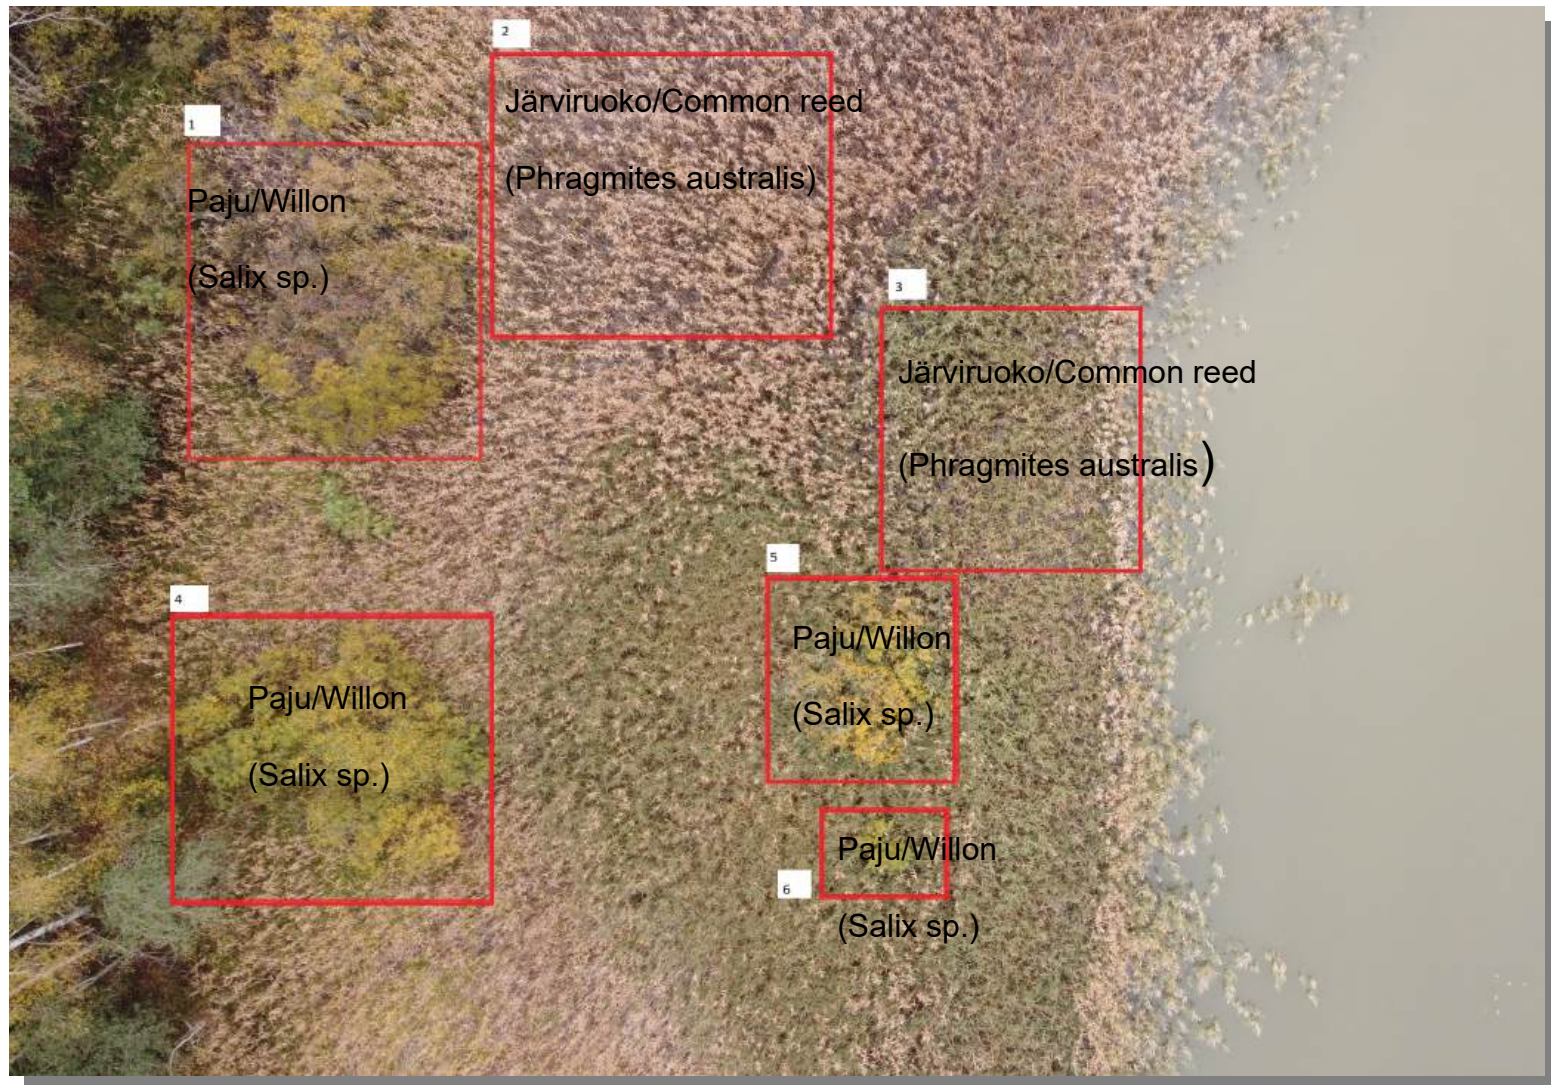 2
Järviruoko/Common reed
(Phragmites australis)
1
Paju/Willon
(Salix sp.)
3
Järviruoko/Common reed
(Phragmites australis)
4
Paju/Willon
(Salix sp.)
5
Paju/Willon
(Salix sp.)
6
Paju/Willon
(Salix sp.)